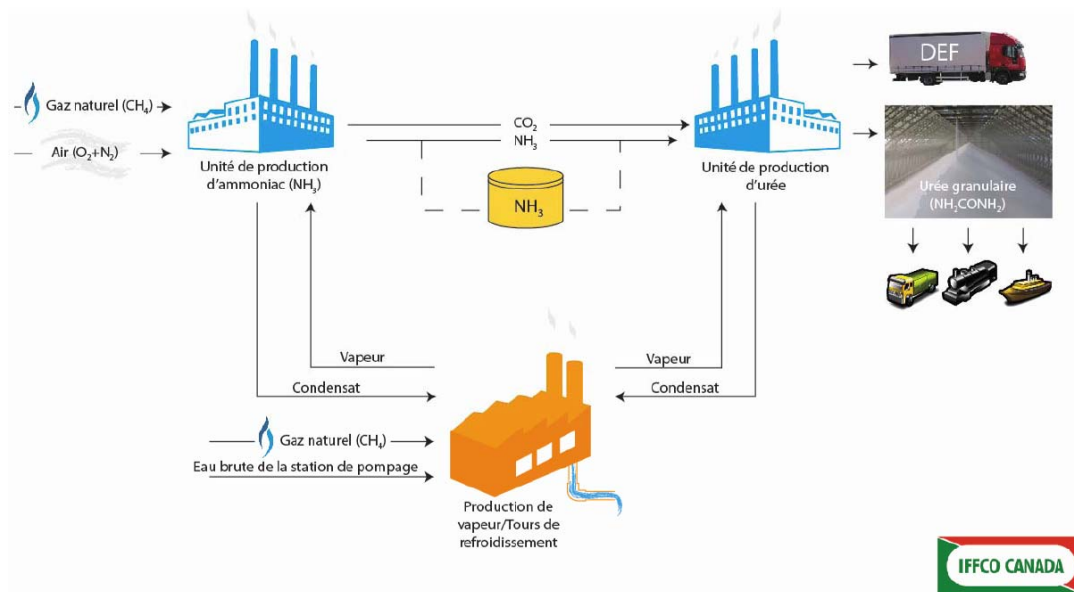 DEF
Gaz naturel (CH₄)
Air (O₂+N₂)
CO₂
NH₃
Unité de production
d'ammoniac (NH₃)
NH₃
Unité de production
d'urée
Urée granulaire
(NH₂CONH₂)
Vapeur
Condensat
Vapeur
Condensat
Gaz naturel (CH₄)
Eau brute de la station de pompage
Production de
vapeur/Tours de
refroidissement
IFFCO CANADA